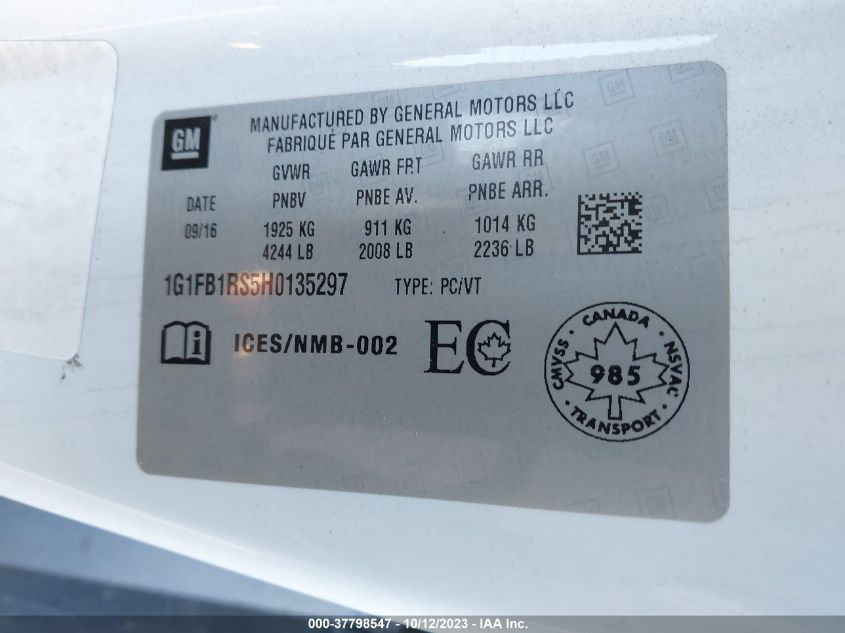 GM
MANUFACTURED BY GENERAL MOTORS LLC
FABRIQUÉ PAR GENERAL MOTORS LLC
DATE GVWR GAWR FRT GAWR RR
PNBV PNBE AV. PNBE ARR.
09/16 1925 KG 911 KG 1014 KG
4244 LB 2008 LB 2236 LB
1G1FB1RS5H0135297 TYPE: PC/VT
i ICES/NMB-002 EC
CANADA
CMVSS 985 NSVAC
TRANSPORT
000-37798547 - 10/12/2023 - IAA Inc.